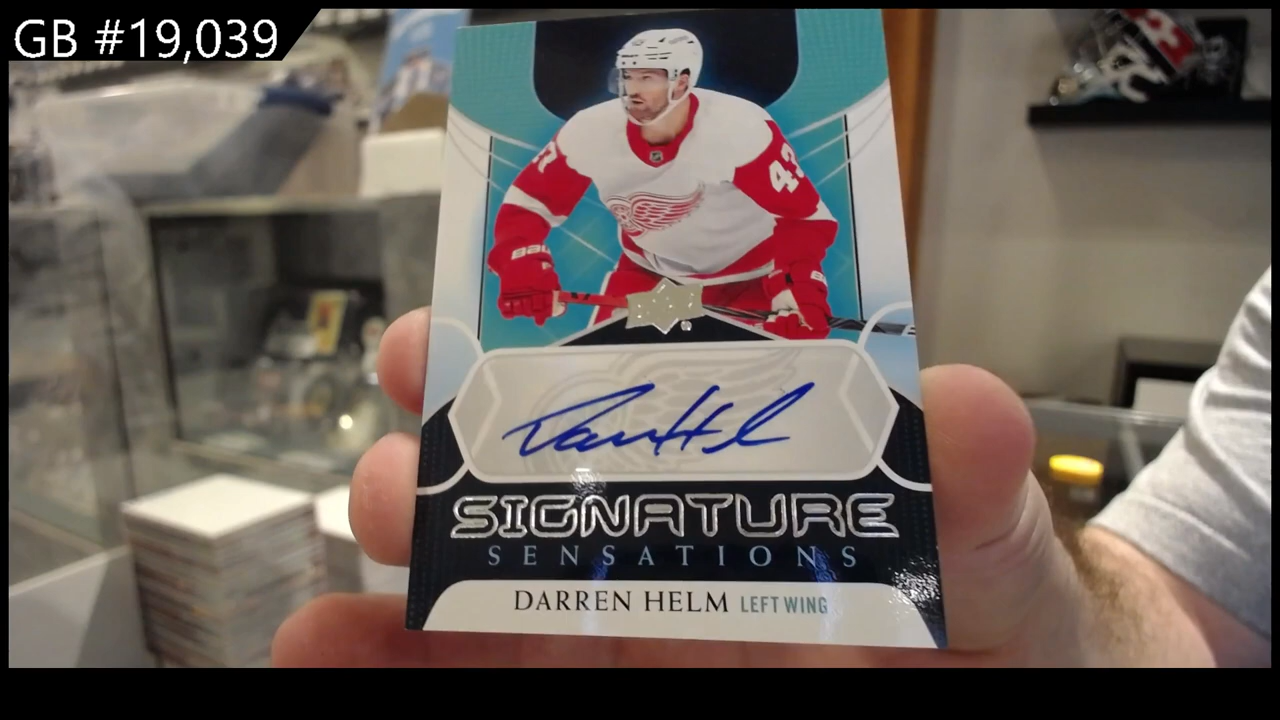 GB #19,039
43
SIGNATURE
SENSATIONS
DARREN HELM LEFT WING